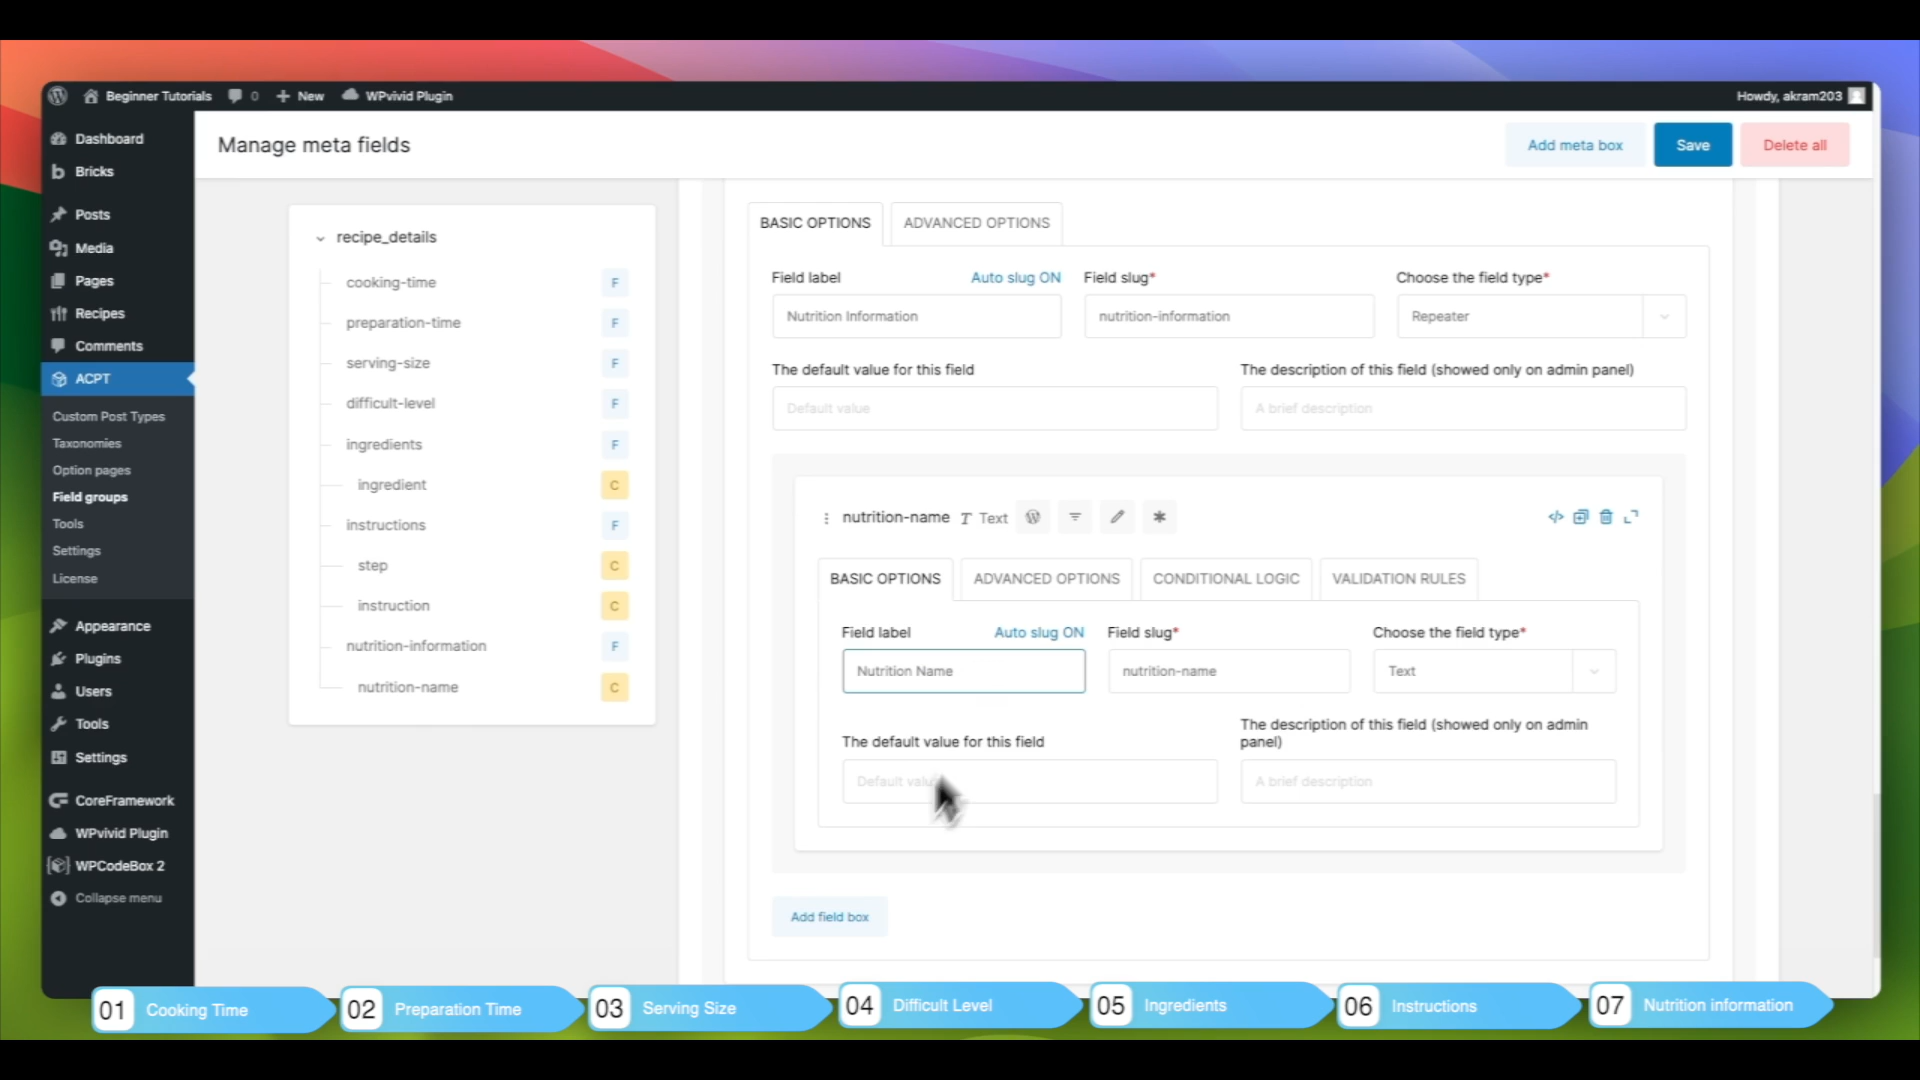 Beginner Tutorials 0 New WPvivid Plugin Howdy, akram203
Dashboard
Bricks
Posts
Media
Pages
Recipes
Comments
ACPT
Custom Post Types
Taxonomies
Option pages
Field groups
Tools
Settings
License
Appearance
Plugins
Users
Tools
Settings
CoreFramework
WPvivid Plugin
WPCodeBox 2
Collapse menu
Manage meta fields Add meta box Save Delete all
recipe_details
cooking-time F
preparation-time F
serving-size F
difficult-level F
ingredients F
ingredient C
instructions F
step C
instruction C
nutrition-information F
nutrition-name C
BASIC OPTIONS ADVANCED OPTIONS
Field label Auto slug ON Field slug* Choose the field type*
Nutrition Information nutrition-information Repeater
The default value for this field The description of this field (showed only on admin panel)
Default value A brief description
nutrition-name T Text
BASIC OPTIONS ADVANCED OPTIONS CONDITIONAL LOGIC VALIDATION RULES
Field label Auto slug ON Field slug* Choose the field type*
Nutrition Name nutrition-name Text
The default value for this field The description of this field (showed only on admin
panel)
Default value A brief description
Add field box
01 Cooking Time 02 Preparation Time 03 Serving Size 04 Difficult Level 05 Ingredients 06 Instructions 07 Nutrition information